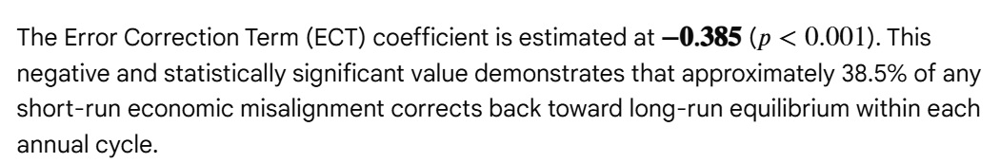 The Error Correction Term (ECT) coefficient is estimated at −0.385 (p < 0.001). This
negative and statistically significant value demonstrates that approximately 38.5% of any
short-run economic misalignment corrects back toward long-run equilibrium within each
annual cycle.